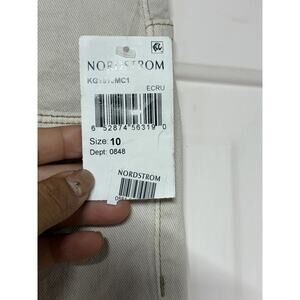 NORDSTROM
ECRU
6 52874 56319 0
Size: 10
Dept: 0848
NORDSTROM